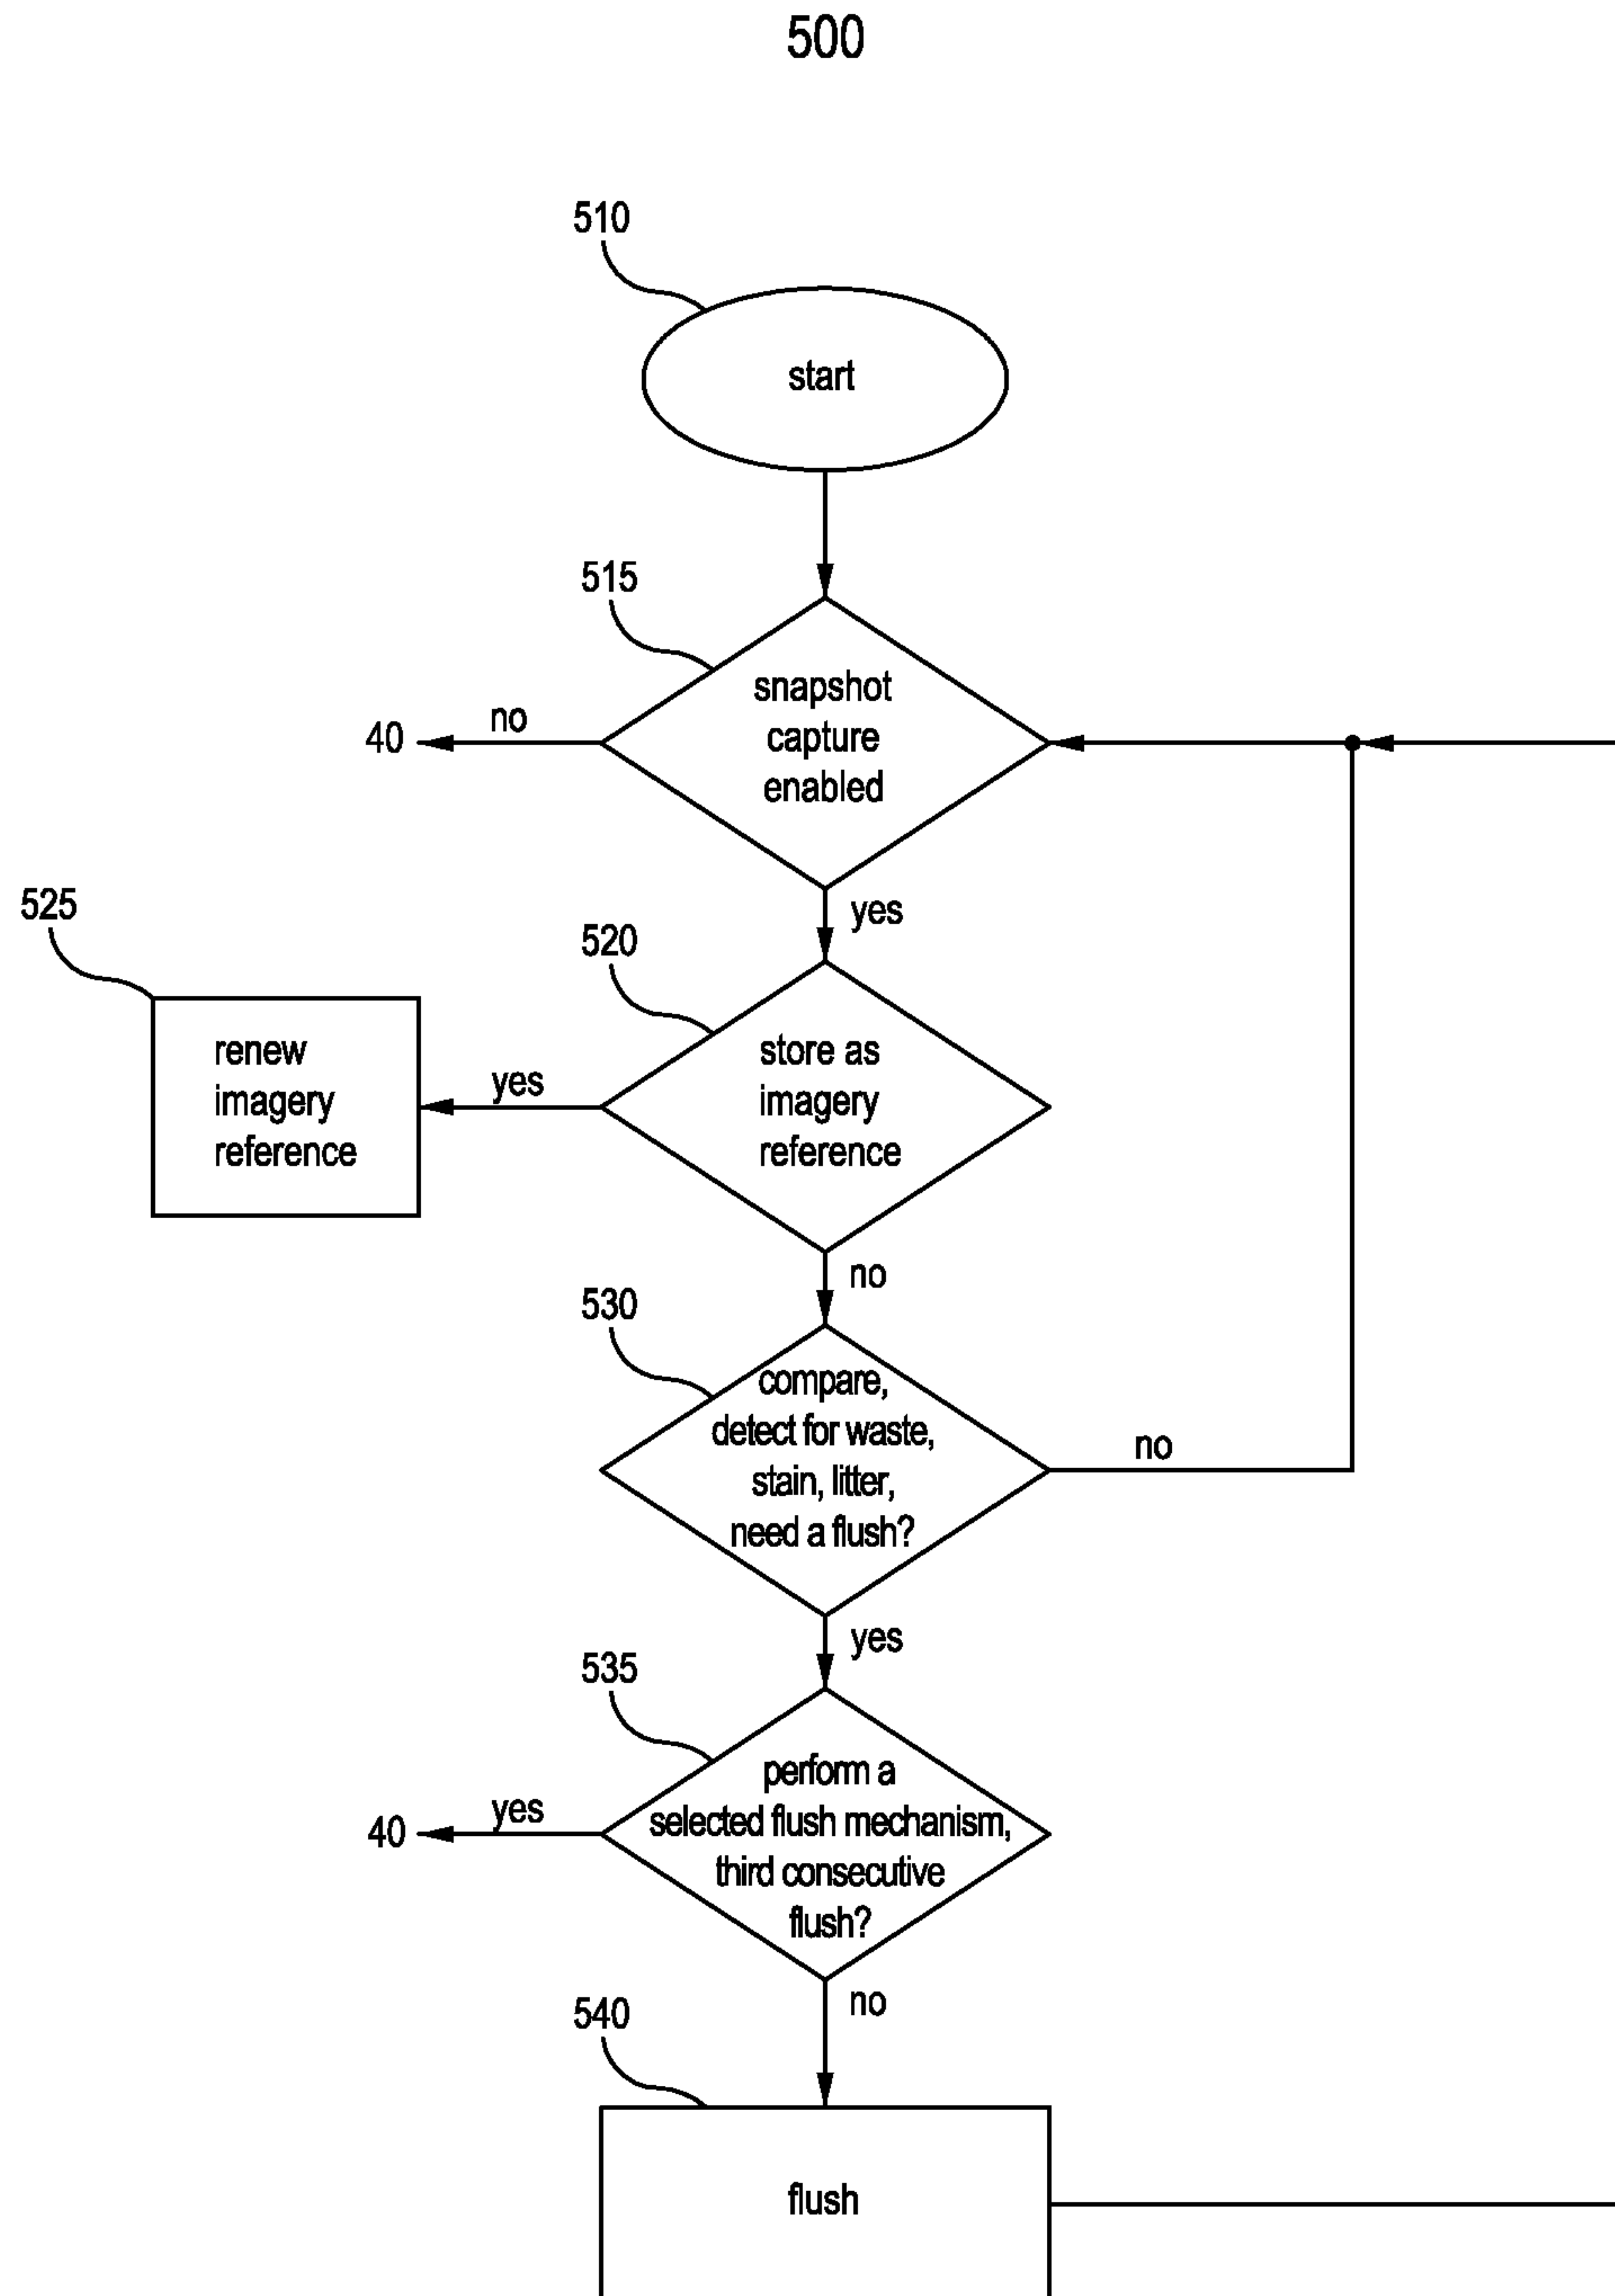 500
510
start
515
snapshot
capture
enabled
no
40
yes
525
520
renew
imagery
reference
yes
store as
imagery
reference
no
530
compare,
detect for waste,
stain, litter,
need a flush?
no
yes
535
perform a
selected flush mechanism,
third consecutive
flush?
yes
40
no
540
flush